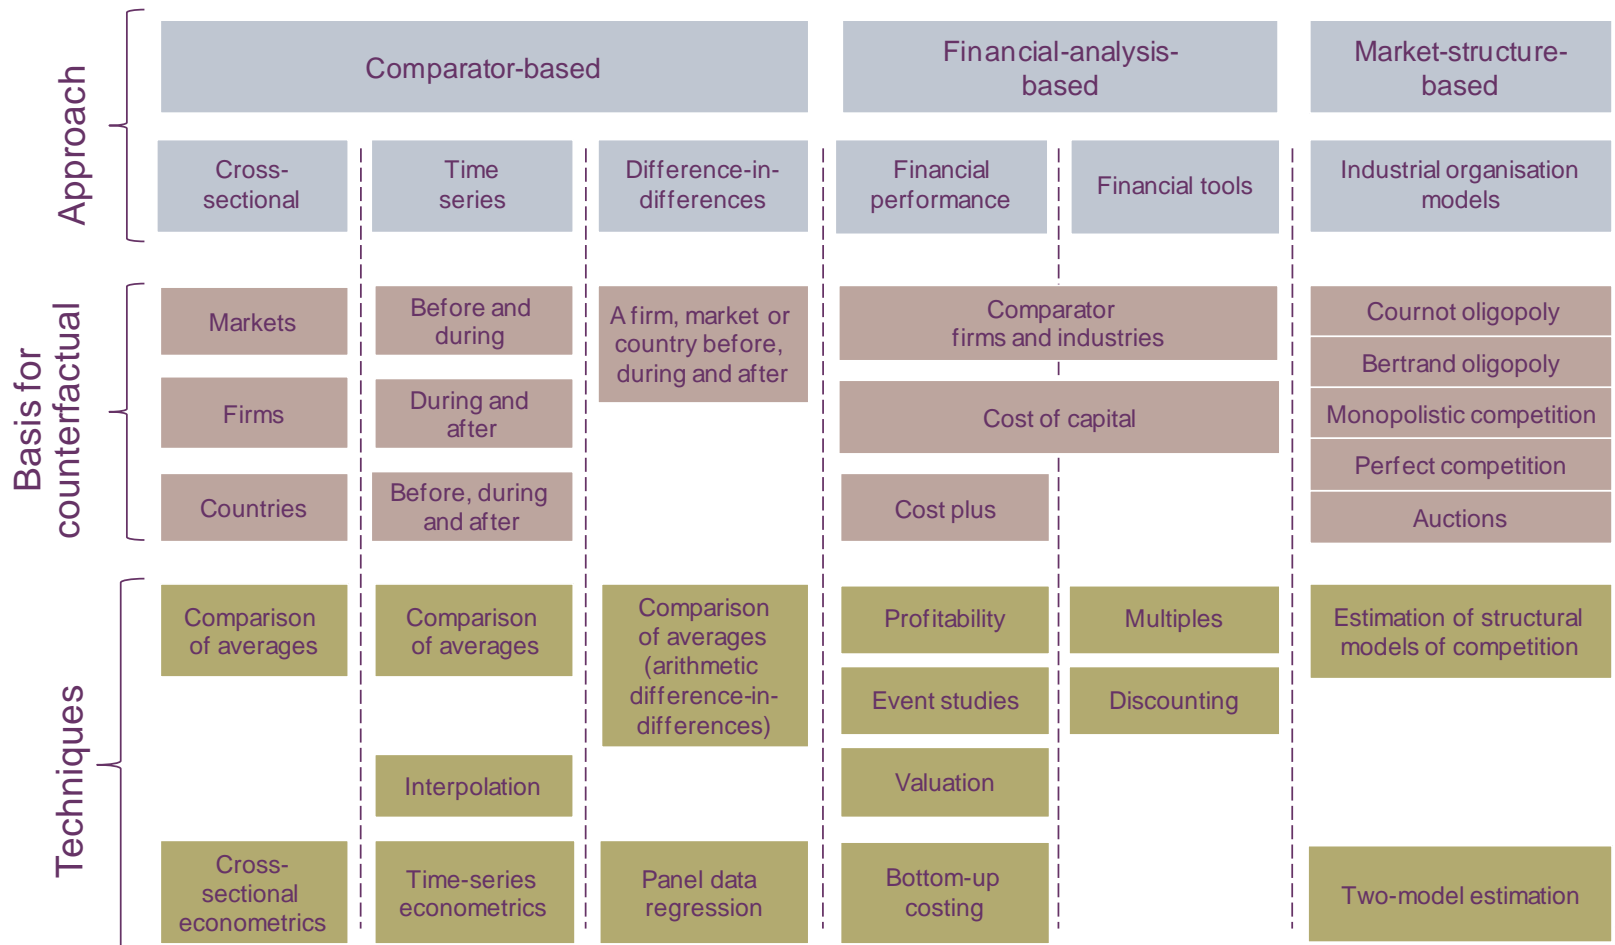 Approach
Comparator-based
Financial-analysis-
based
Market-structure-
based
Cross-
sectional
Time
series
Difference-in-
differences
Financial
performance
Financial tools
Industrial organisation
models
Basis for
counterfactual
Markets
Firms
Countries
Before and
during
During and
after
Before, during
and after
A firm, market or
country before,
during and after
Comparator
firms and industries
Cost of capital
Cost plus
Cournot oligopoly
Bertrand oligopoly
Monopolistic competition
Perfect competition
Auctions
Techniques
Comparison
of averages
Cross-
sectional
econometrics
Comparison
of averages
Interpolation
Time-series
econometrics
Comparison
of averages
(arithmetic
difference-in-
differences)
Panel data
regression
Profitability
Event studies
Valuation
Bottom-up
costing
Multiples
Discounting
Estimation of structural
models of competition
Two-model estimation